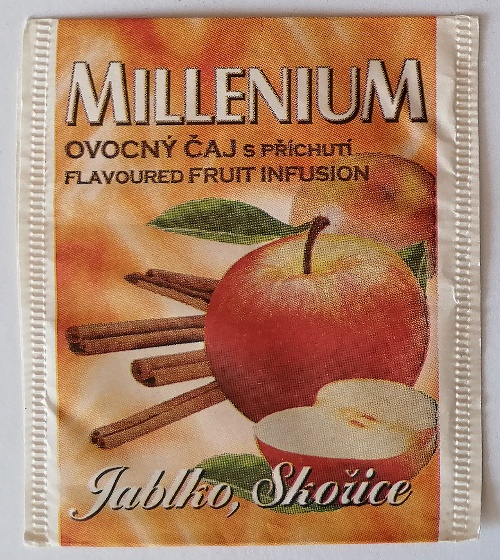 MILLENIUM
OVOCNÝ ČAJ S PŘÍCHUTÍ
FLAVOURED FRUIT INFUSION
Jablko, Skořice